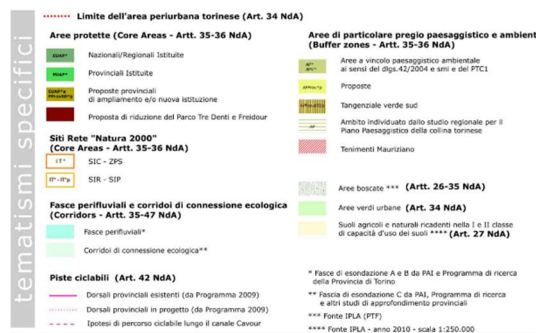 tematismi specifici
Limite dell'area periurbana torinese (Art. 34 NdA)
Aree protette (Core Areas - Artt. 35-36 NdA)
Nazionali/Regionali Istituite
Provinciali Istituite
Proposte provinciali
di ampliamento e/o nuova istituzione
Proposta di riduzione del Parco Tre Denti e Freidour
Siti Rete "Natura 2000"
(Core Areas - Artt. 35-36 NdA)
SIC - ZPS
SIR - SIP
Fasce perifluviali e corridoi di connessione ecologica
(Corridors - Artt. 35-47 NdA)
Fasce perifluviali*
Corridoi di connessione ecologica**
Piste ciclabili (Art. 42 NdA)
Dorsali provinciali esistenti (da Programma 2009)
Dorsali provinciali in progetto (da Programma 2009)
Ipotesi di percorso ciclabile lungo il canale Cavour
Aree di particolare pregio paesaggistico e ambient
(Buffer zones - Artt. 35-36 NdA)
Aree a vincolo paesaggistico ambientale
ai sensi del dlgs.42/2004 e smi e del PTC1
Proposte
Tangenziale verde sud
Ambito individuato dallo studio regionale per il
Piano Paesaggistico della collina torinese
Tenimenti Mauriziano
Aree boscate *** (Artt. 26-35 NdA)
Aree verdi urbane (Art. 34 NdA)
Suoli agricoli e naturali ricadenti nella I e II classe
di capacità d'uso dei suoli **** (Art. 27 NdA)
* Fasce di esondazione A e B da PAI e Programma di ricerca
della Provincia di Torino
** Fascia di esondazione C da PAI, Programma di ricerca
e altri studi di approfondimento provinciali
*** Fonte IPLA (PTF)
**** Fonte IPLA - anno 2010 - scala 1:250.000